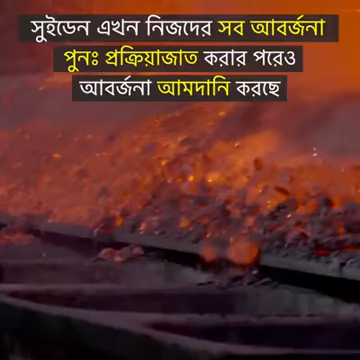 সুইডেন এখন নিজদের সব আবর্জনা
পুনঃ প্রক্রিয়াজাত করার পরেও
আবর্জনা আমদানি করছে